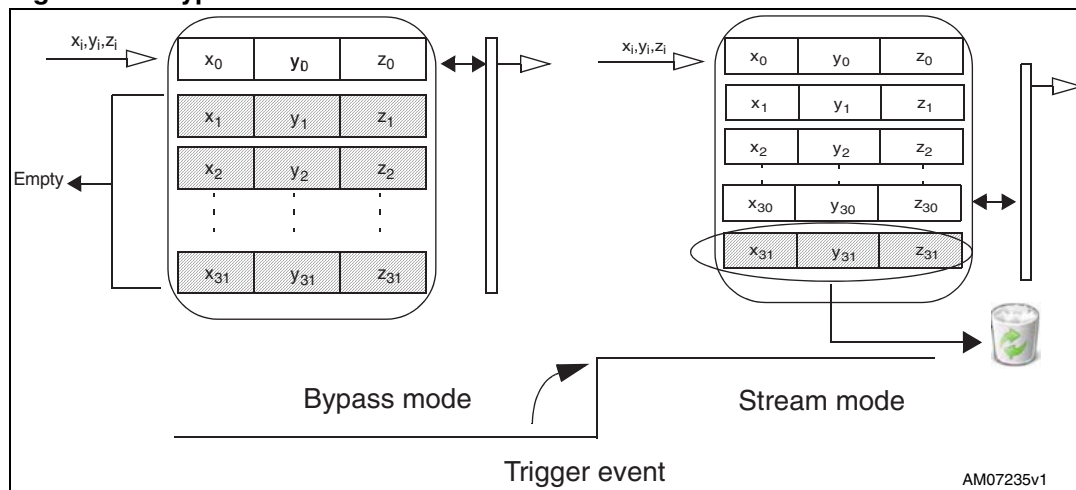 xᵢ,yᵢ,zᵢ
x₀ y₀ z₀
x₁ y₁ z₁
Empty
x₂ y₂ z₂
x₃₁ y₃₁ z₃₁
xᵢ,yᵢ,zᵢ
x₀ y₀ z₀
x₁ y₁ z₁
x₂ y₂ z₂
x₃₀ y₃₀ z₃₀
x₃₁ y₃₁ z₃₁
Bypass mode
Stream mode
Trigger event
AM07235v1